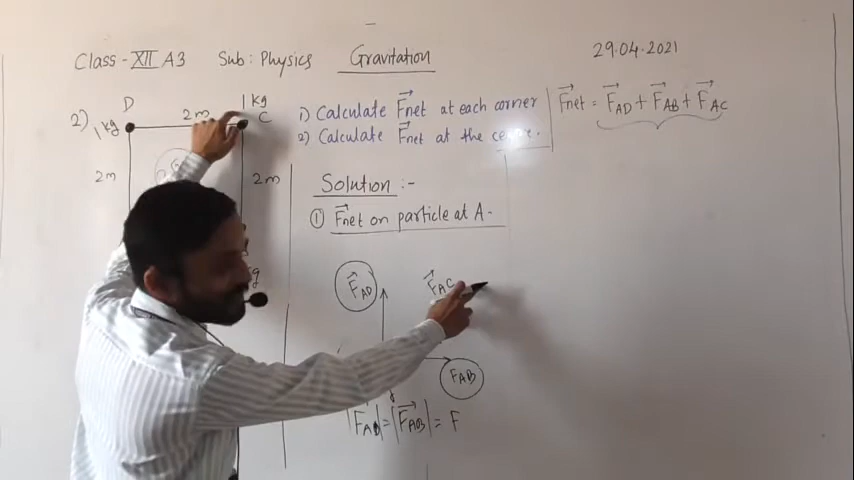 Class - XII A3 Sub : Physics Gravitation 29.04.2021
2)
D
1 kg
2m
1 kg
C
2m
2m
1) Calculate F⃗net at each corner
2) Calculate F⃗net at the
F⃗net = F⃗AD + F⃗AB + F⃗AC
Solution :-
① F⃗net on particle at A -
F⃗AD
F⃗AC
FAB
|F⃗AD| = |F⃗AB| = F